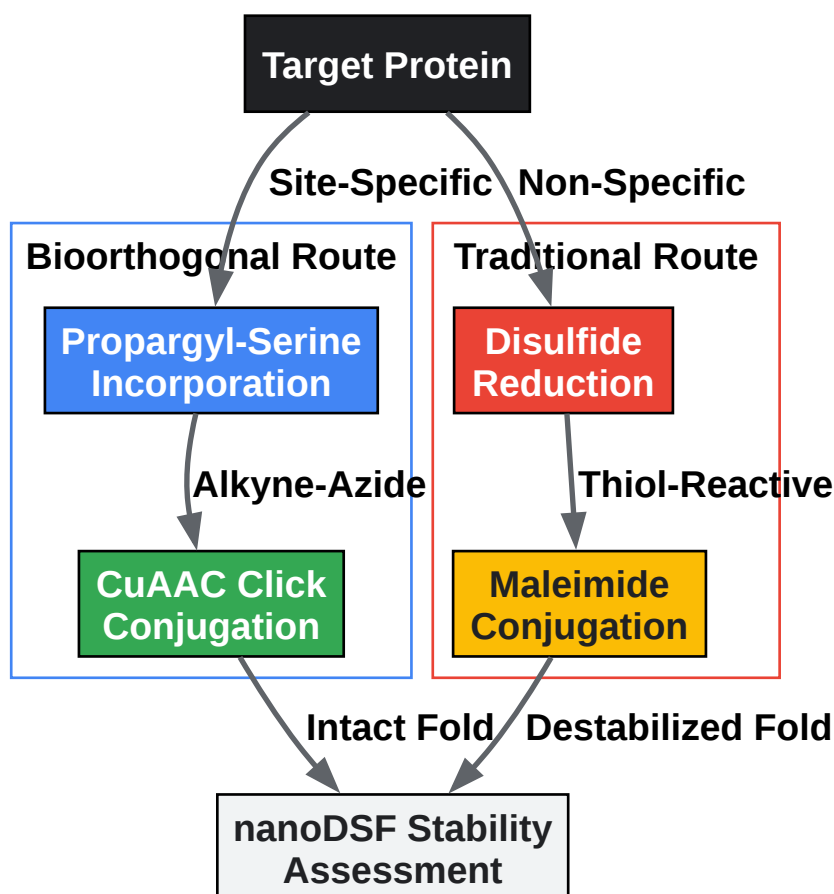 Target Protein
Site-Specific
Non-Specific
Bioorthogonal Route
Traditional Route
Propargyl-Serine
Incorporation
Disulfide
Reduction
Alkyne-Azide
Thiol-Reactive
CuAAC Click
Conjugation
Maleimide
Conjugation
Intact Fold
Destabilized Fold
nanoDSF Stability
Assessment